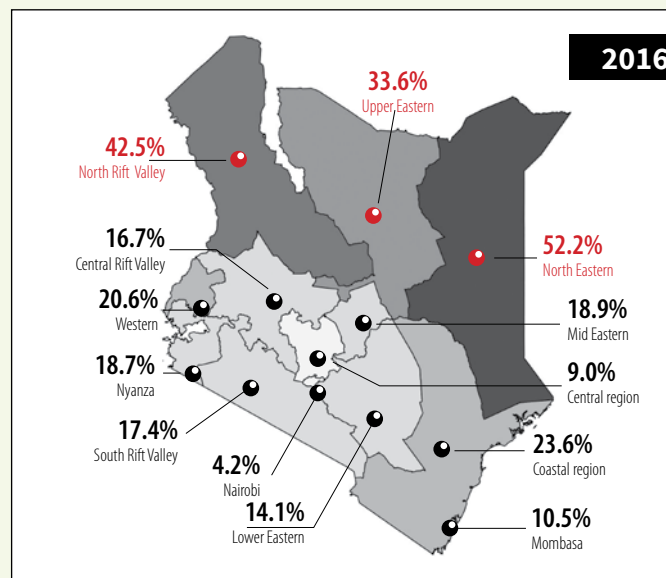 2016
33.6%
Upper Eastern
42.5%
North Rift Valley
16.7%
Central Rift Valley
52.2%
North Eastern
20.6%
Western
18.9%
Mid Eastern
18.7%
Nyanza
9.0%
Central region
17.4%
South Rift Valley
23.6%
Coastal region
4.2%
Nairobi
14.1%
Lower Eastern
10.5%
Mombasa